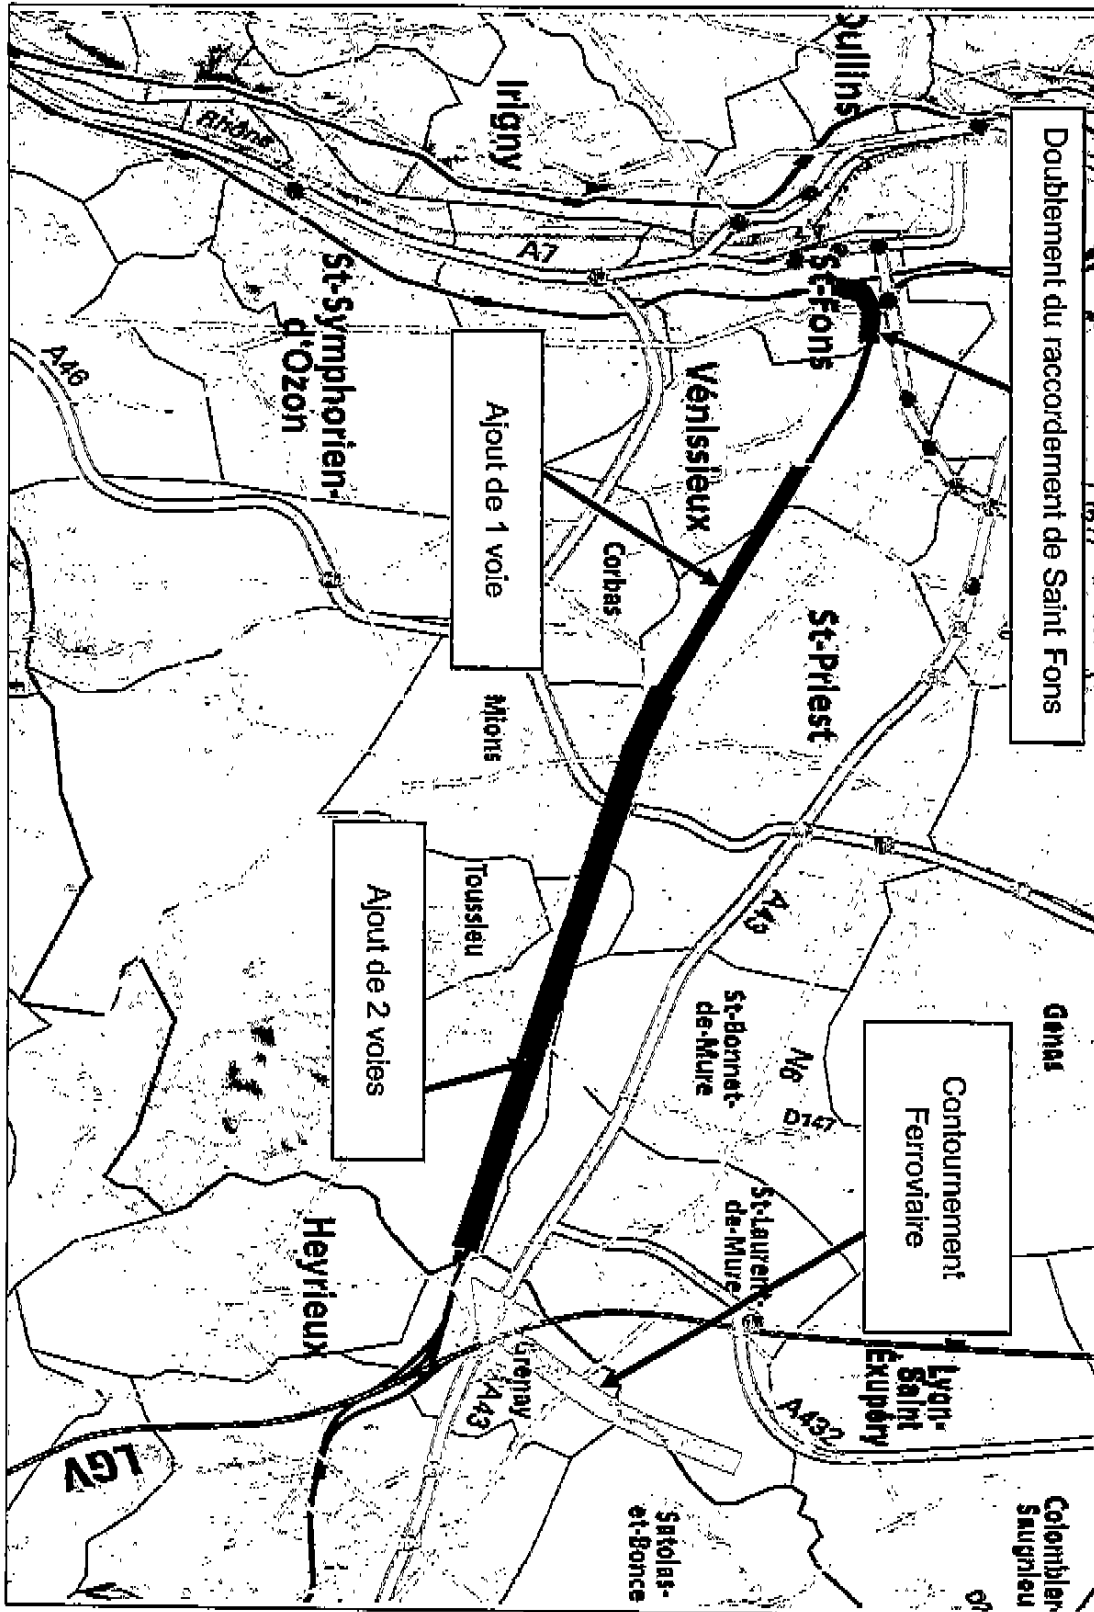 Oullins
Doublement du raccordement de Saint Fons
Irigny
Rhône
A7
St-Fons
St-Symphorien-
d'Ozon
A46
Vénissieux
Ajout de 1 voie
Corbas
St-Priest
Mions
Toussieu
Ajout de 2 voies
A43
St-Bonnet-
de-Mure
N6
D147
Genas
Contournement
Ferroviaire
St-Laurent-
de-Mure
Heyrieux
Grenay
A43
Lyon-
Saint
Exupéry
A432
LGV
Satolas-
et-Bonce
Colombier-
Saugnieu